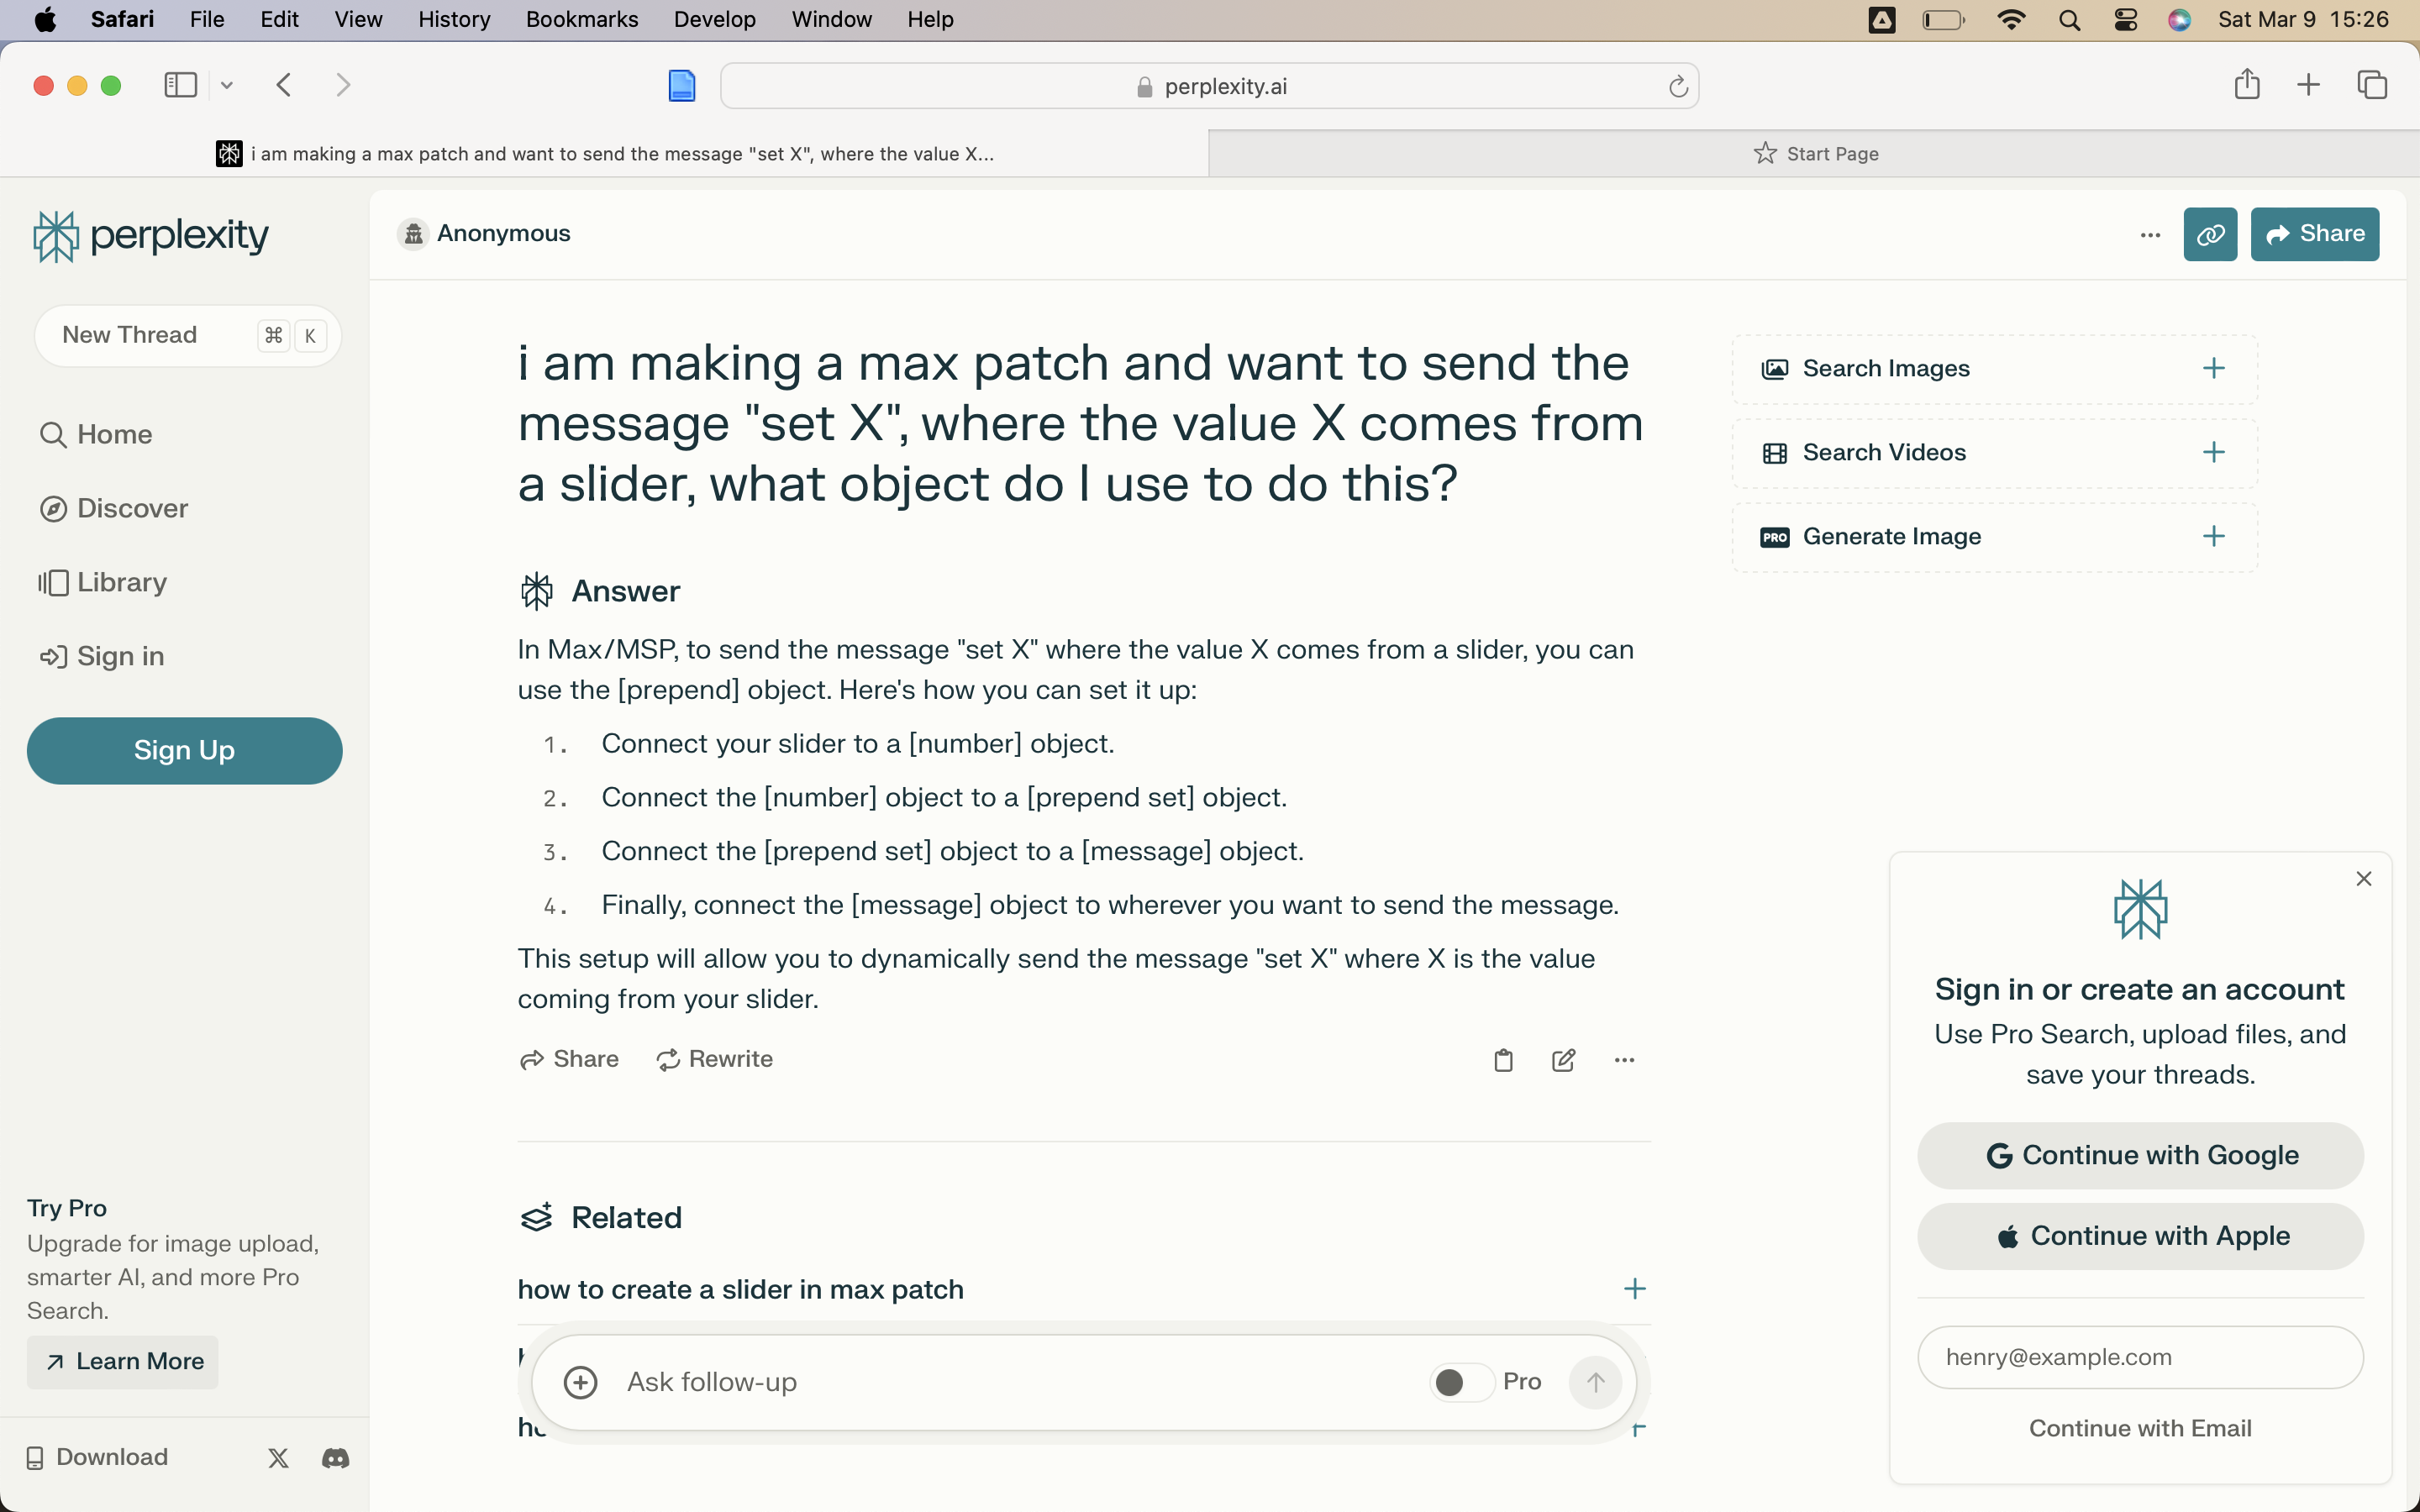 Safari File Edit View History Bookmarks Develop Window Help Sat Mar 9 15:26
perplexity.ai
i am making a max patch and want to send the message "set X", where the value X...
Start Page
perplexity
New Thread ⌘ K
Home
Discover
Library
Sign in
Sign Up
Try Pro
Upgrade for image upload,
smarter AI, and more Pro
Search.
Learn More
Download
Anonymous
Share
i am making a max patch and want to send the
message "set X", where the value X comes from
a slider, what object do I use to do this?
Answer
In Max/MSP, to send the message "set X" where the value X comes from a slider, you can
use the [prepend] object. Here's how you can set it up:
1. Connect your slider to a [number] object.
2. Connect the [number] object to a [prepend set] object.
3. Connect the [prepend set] object to a [message] object.
4. Finally, connect the [message] object to wherever you want to send the message.
This setup will allow you to dynamically send the message "set X" where X is the value
coming from your slider.
Share Rewrite
Related
how to create a slider in max patch
Ask follow-up Pro
Search Images
Search Videos
PRO Generate Image
Sign in or create an account
Use Pro Search, upload files, and
save your threads.
Continue with Google
Continue with Apple
henry@example.com
Continue with Email